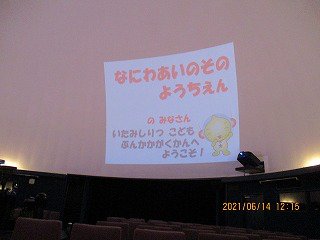 なにわあいのその
ようちえん
の みなさん
いたみしりつ こども
ぶんかかがくかんへ
ようこそ！
2021/06/14 12:15